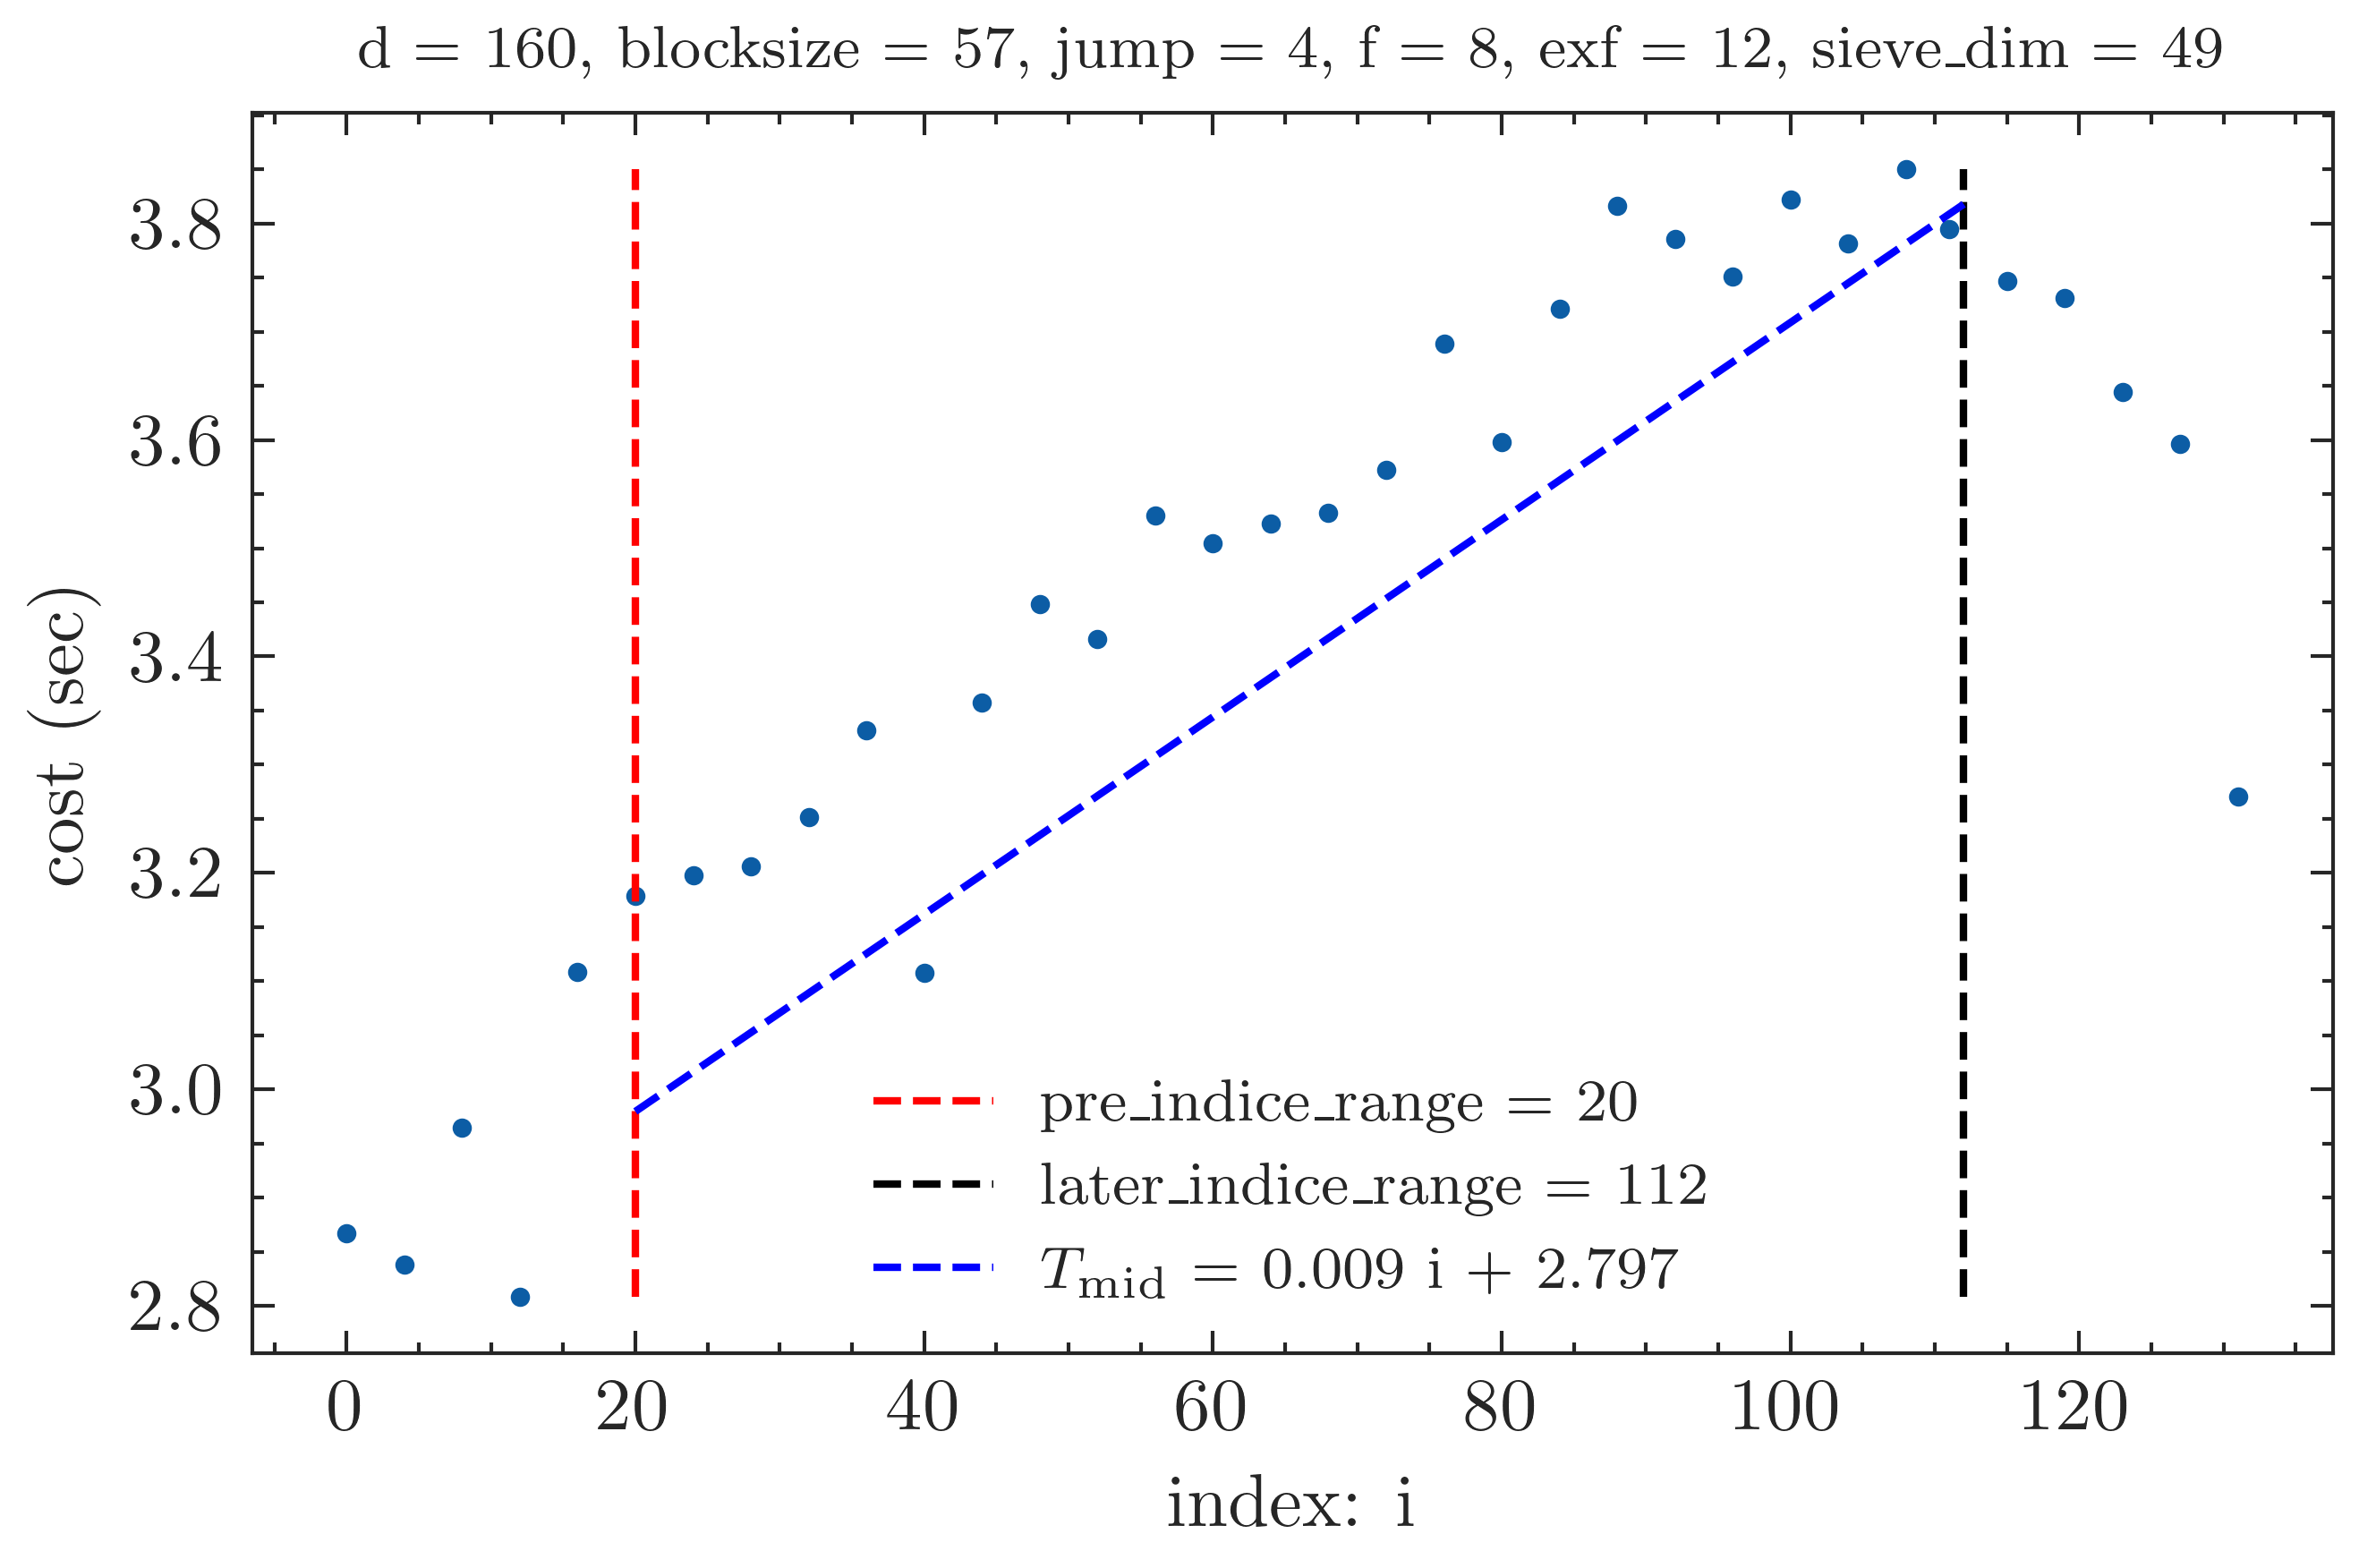 d = 160, blocksize = 57, jump = 4, f = 8, exf = 12, sieve_dim = 49
3.8
3.6
3.4
3.2
3.0
2.8
cost (sec)
pre_indice_range = 20
later_indice_range = 112
T_mid = 0.009 i + 2.797
0 20 40 60 80 100 120
index: i